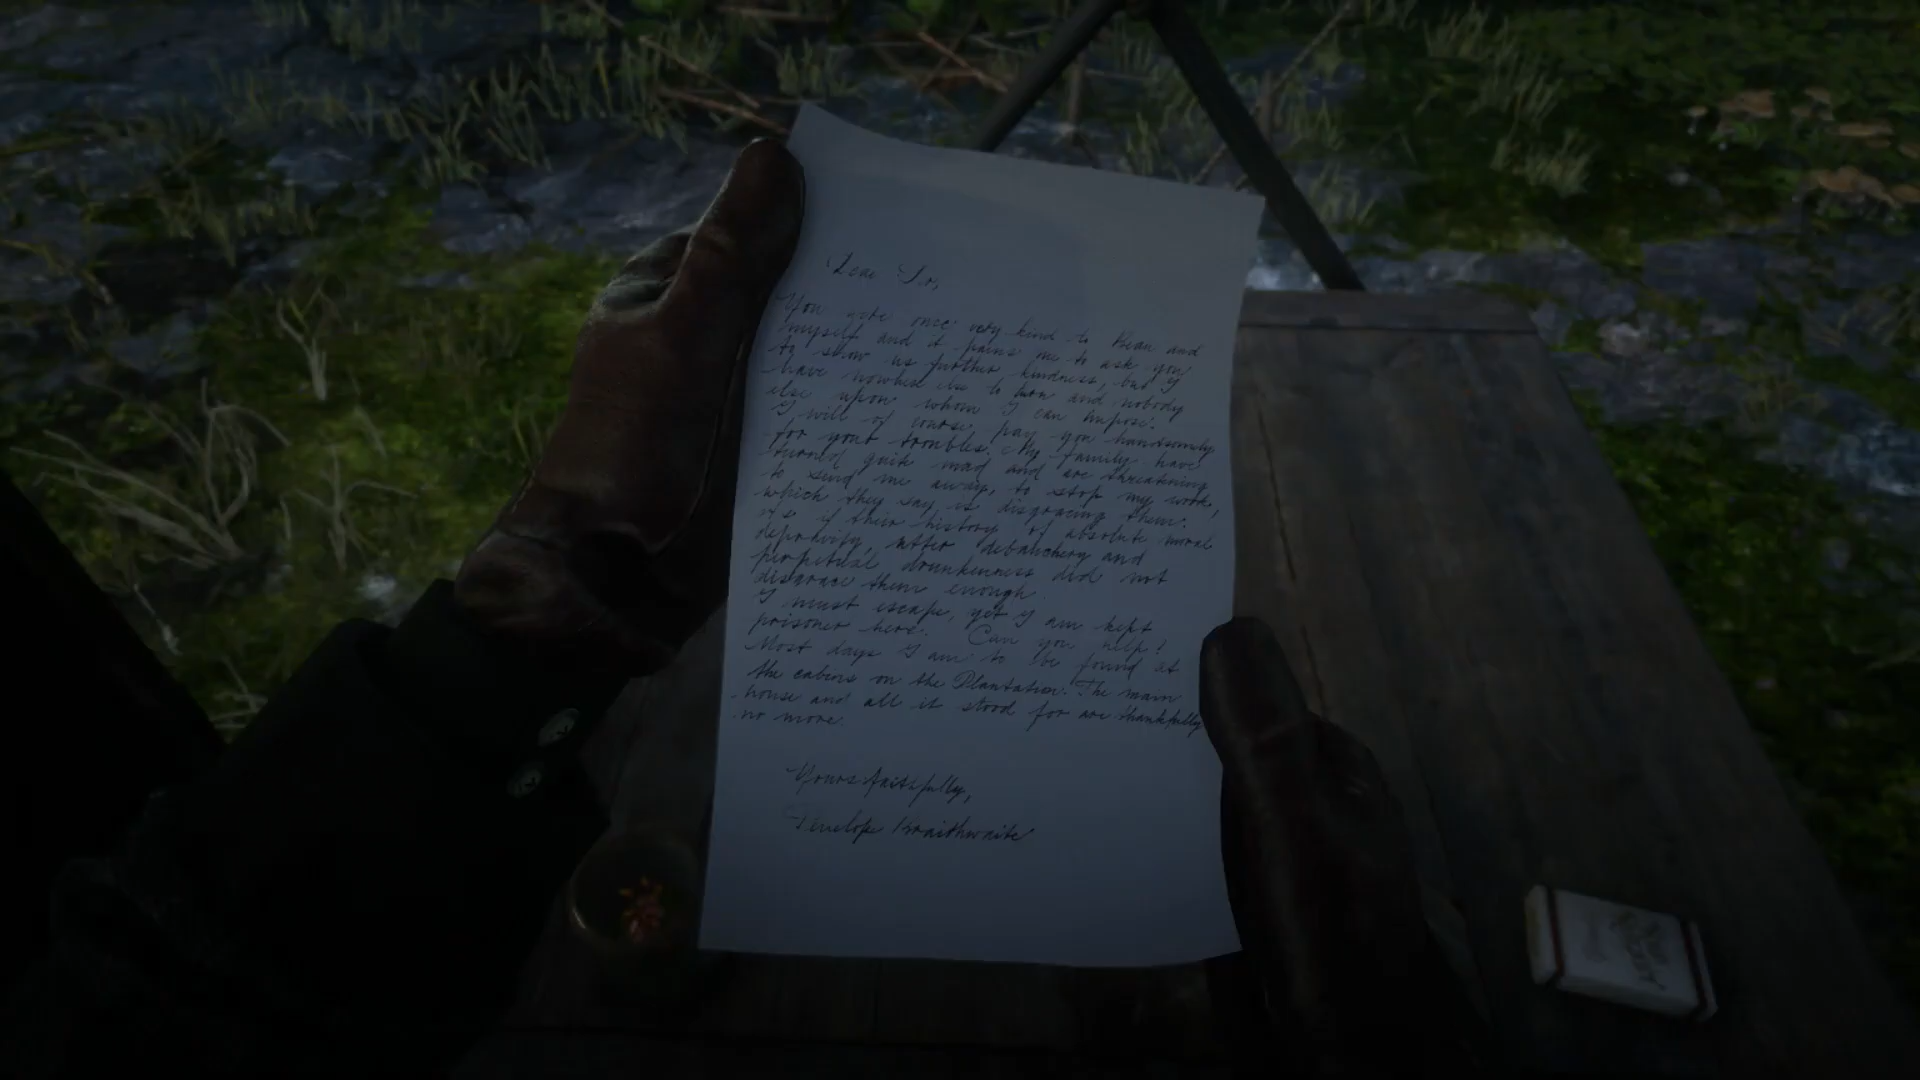 Dear Sir,
You were once very kind to Beau and
myself and it pains me to ask you
to show us further kindness, but I
have nowhere else to turn and nobody
else upon whom I can impose.
I will of course pay you handsomely
for your troubles. My family have
turned quite mad and are threatening
to send me away, to stop my work,
which they say is disgracing them.
As if their history of absolute moral
depravity, utter debauchery and
perpetual drunkenness did not
disgrace them enough.
I must escape, yet I am kept
prisoner here. Can you help?
Most days I am to be found at
the cabins on the Plantation. The main
house and all it stood for are thankfully
no more.
Yours faithfully,
Penelope Braithwaite